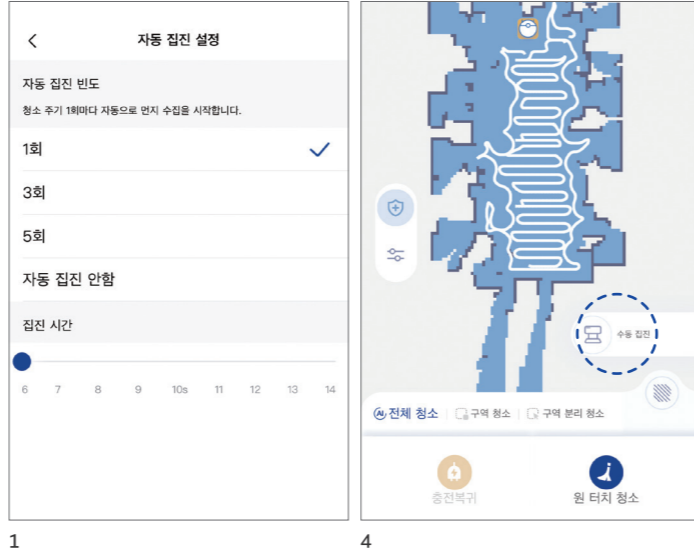 자동 집진 설정
자동 집진 빈도
청소 주기 1회마다 자동으로 먼지 수집을 시작합니다.
1회
3회
5회
자동 집진 안함
집진 시간
6 7 8 9 10s 11 12 13 14
1
수동 집진
전체 청소 구역 청소 구역 분리 청소
충전복귀 원 터치 청소
4